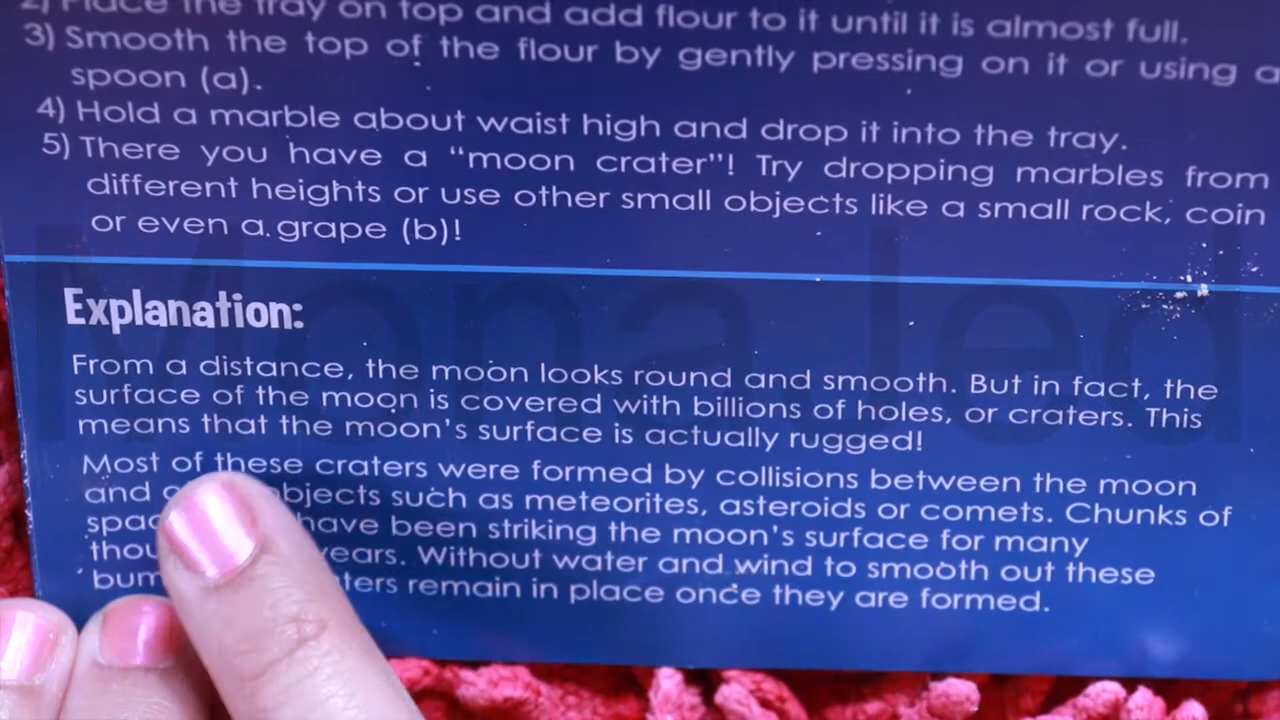 2) Place the tray on top and add flour to it until it is almost full.
3) Smooth the top of the flour by gently pressing on it or using a
spoon (a).
4) Hold a marble about waist high and drop it into the tray.
5) There you have a “moon crater”! Try dropping marbles from
different heights or use other small objects like a small rock, coin
or even a grape (b)!
Explanation:
From a distance, the moon looks round and smooth. But in fact, the
surface of the moon is covered with billions of holes, or craters. This
means that the moon’s surface is actually rugged!
Most of these craters were formed by collisions between the moon
and objects such as meteorites, asteroids or comets. Chunks of
have been striking the moon’s surface for many
years. Without water and wind to smooth out these
remain in place once they are formed.
Mona led